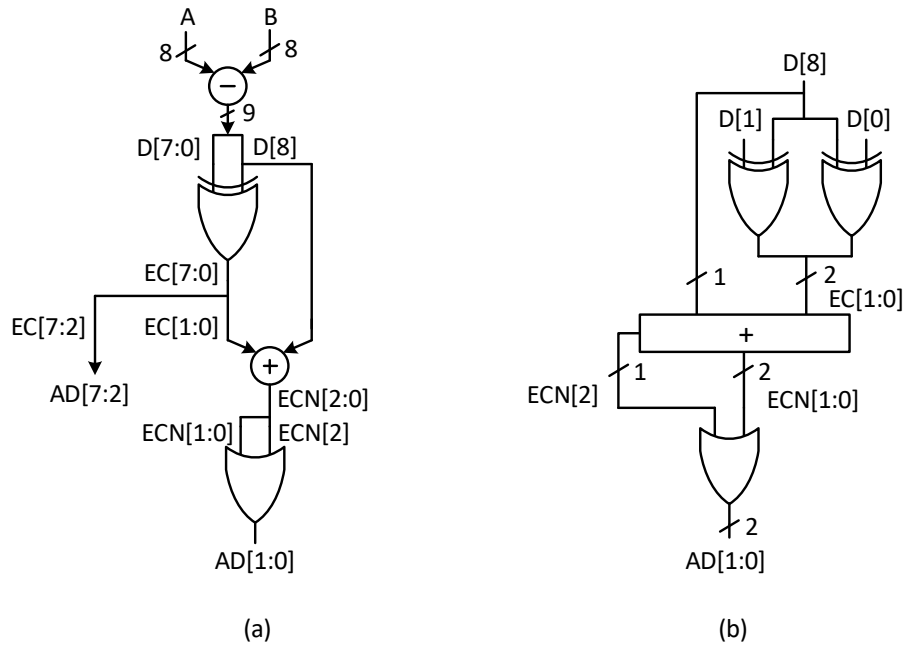 A B
8 8
−
9
D[7:0] D[8]
EC[7:0]
EC[7:2] EC[1:0]
AD[7:2]
+
ECN[2:0]
ECN[1:0] ECN[2]
AD[1:0]
(a)
D[8]
D[1] D[0]
1 2
EC[1:0]
+
1 2
ECN[2] ECN[1:0]
2
AD[1:0]
(b)